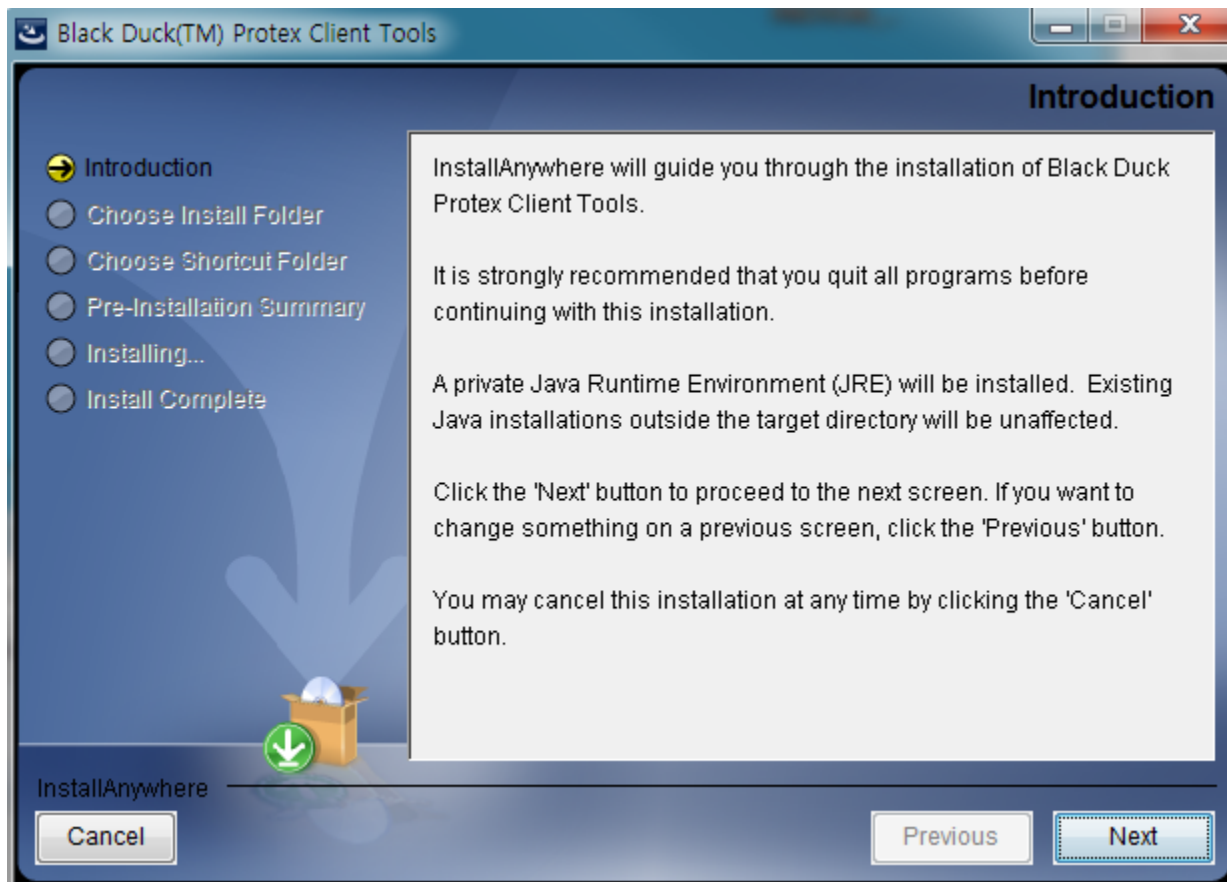 Black Duck(TM) Protex Client Tools
Introduction
Introduction
Choose Install Folder
Choose Shortcut Folder
Pre-Installation Summary
Installing...
Install Complete
InstallAnywhere will guide you through the installation of Black Duck
Protex Client Tools.
It is strongly recommended that you quit all programs before
continuing with this installation.
A private Java Runtime Environment (JRE) will be installed.  Existing
Java installations outside the target directory will be unaffected.
Click the 'Next' button to proceed to the next screen. If you want to
change something on a previous screen, click the 'Previous' button.
You may cancel this installation at any time by clicking the 'Cancel'
button.
InstallAnywhere
Cancel
Previous
Next